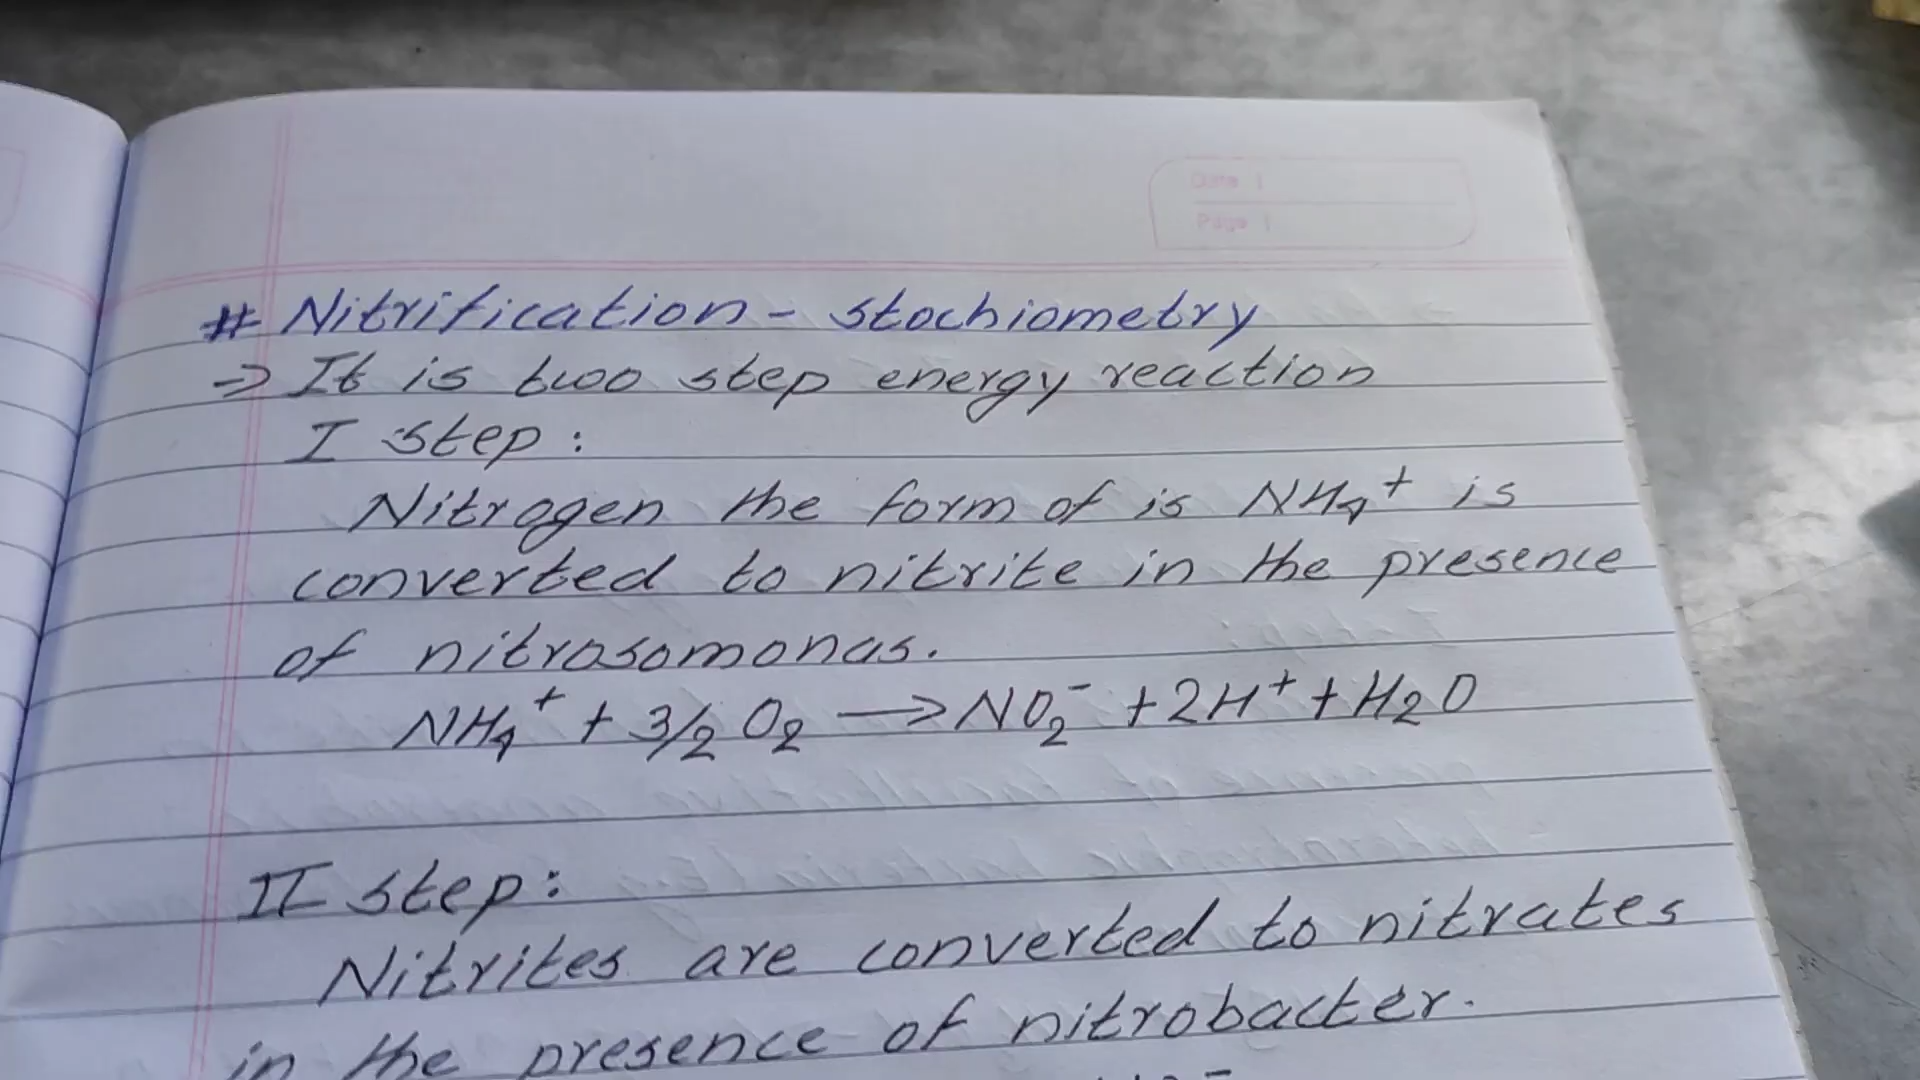 Date
Page
# Nitrification - stochiometry
⇒ It is two step energy reaction
I step :
Nitrogen the form of is NH₄⁺ is
converted to nitrite in the presence
of nitrosomonas.
NH₄⁺ + 3/2 O₂ → NO₂⁻ + 2H⁺ + H₂O
II step :
Nitrites are converted to nitrates
in the presence of nitrobacter.